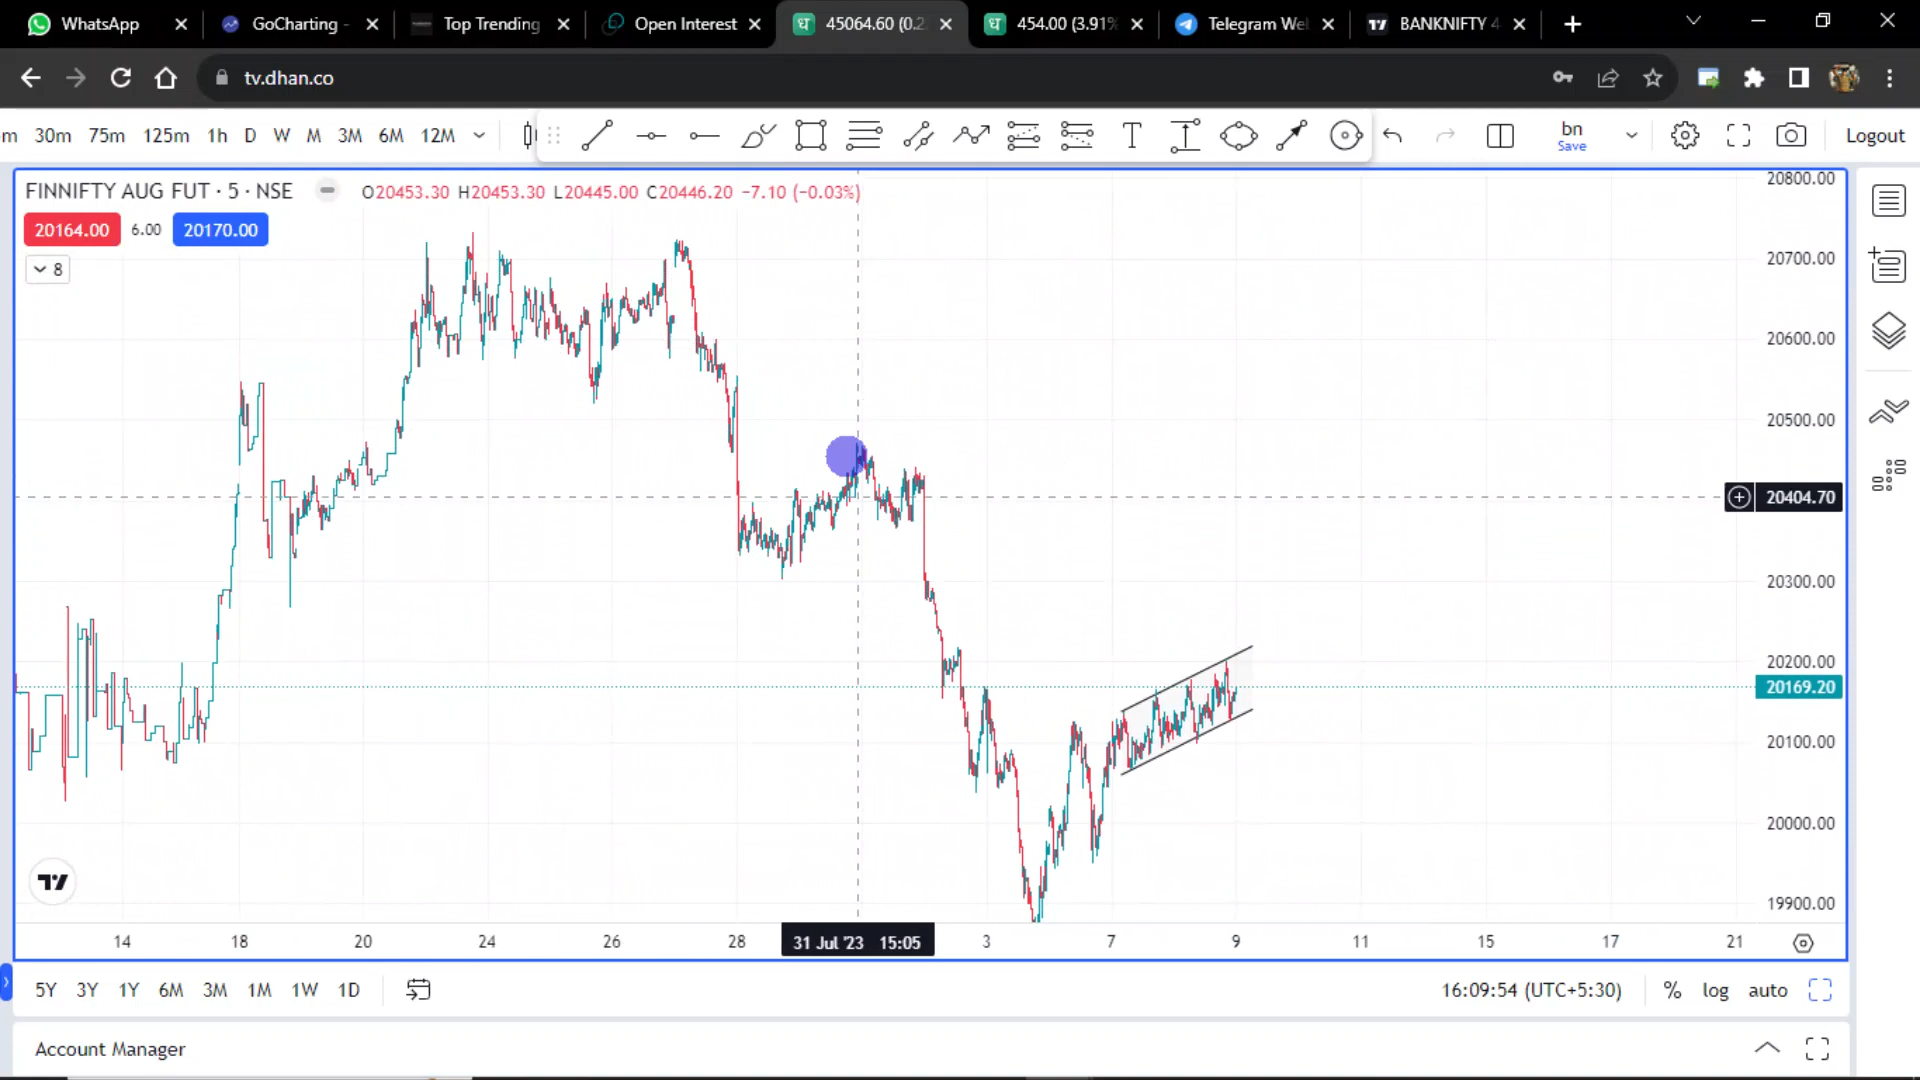 WhatsApp
GoCharting -
Top Trending
Open Interest
45064.60 (0.2
454.00 (3.91%
Telegram We
BANKNIFTY 4
tv.dhan.co
m 30m 75m 125m 1h D W M 3M 6M 12M
T
bn
Save
Logout
FINNIFTY AUG FUT · 5 · NSE
O20453.30 H20453.30 L20445.00 C20446.20 −7.10 (−0.03%)
20164.00 6.00 20170.00
8
20800.00
20700.00
20600.00
20500.00
20404.70
20300.00
20200.00
20169.20
20100.00
20000.00
19900.00
14 18 20 24 26 28 31 Jul '23 15:05 3 7 9 11 15 17 21
5Y 3Y 1Y 6M 3M 1M 1W 1D
16:09:54 (UTC+5:30) % log auto
Account Manager